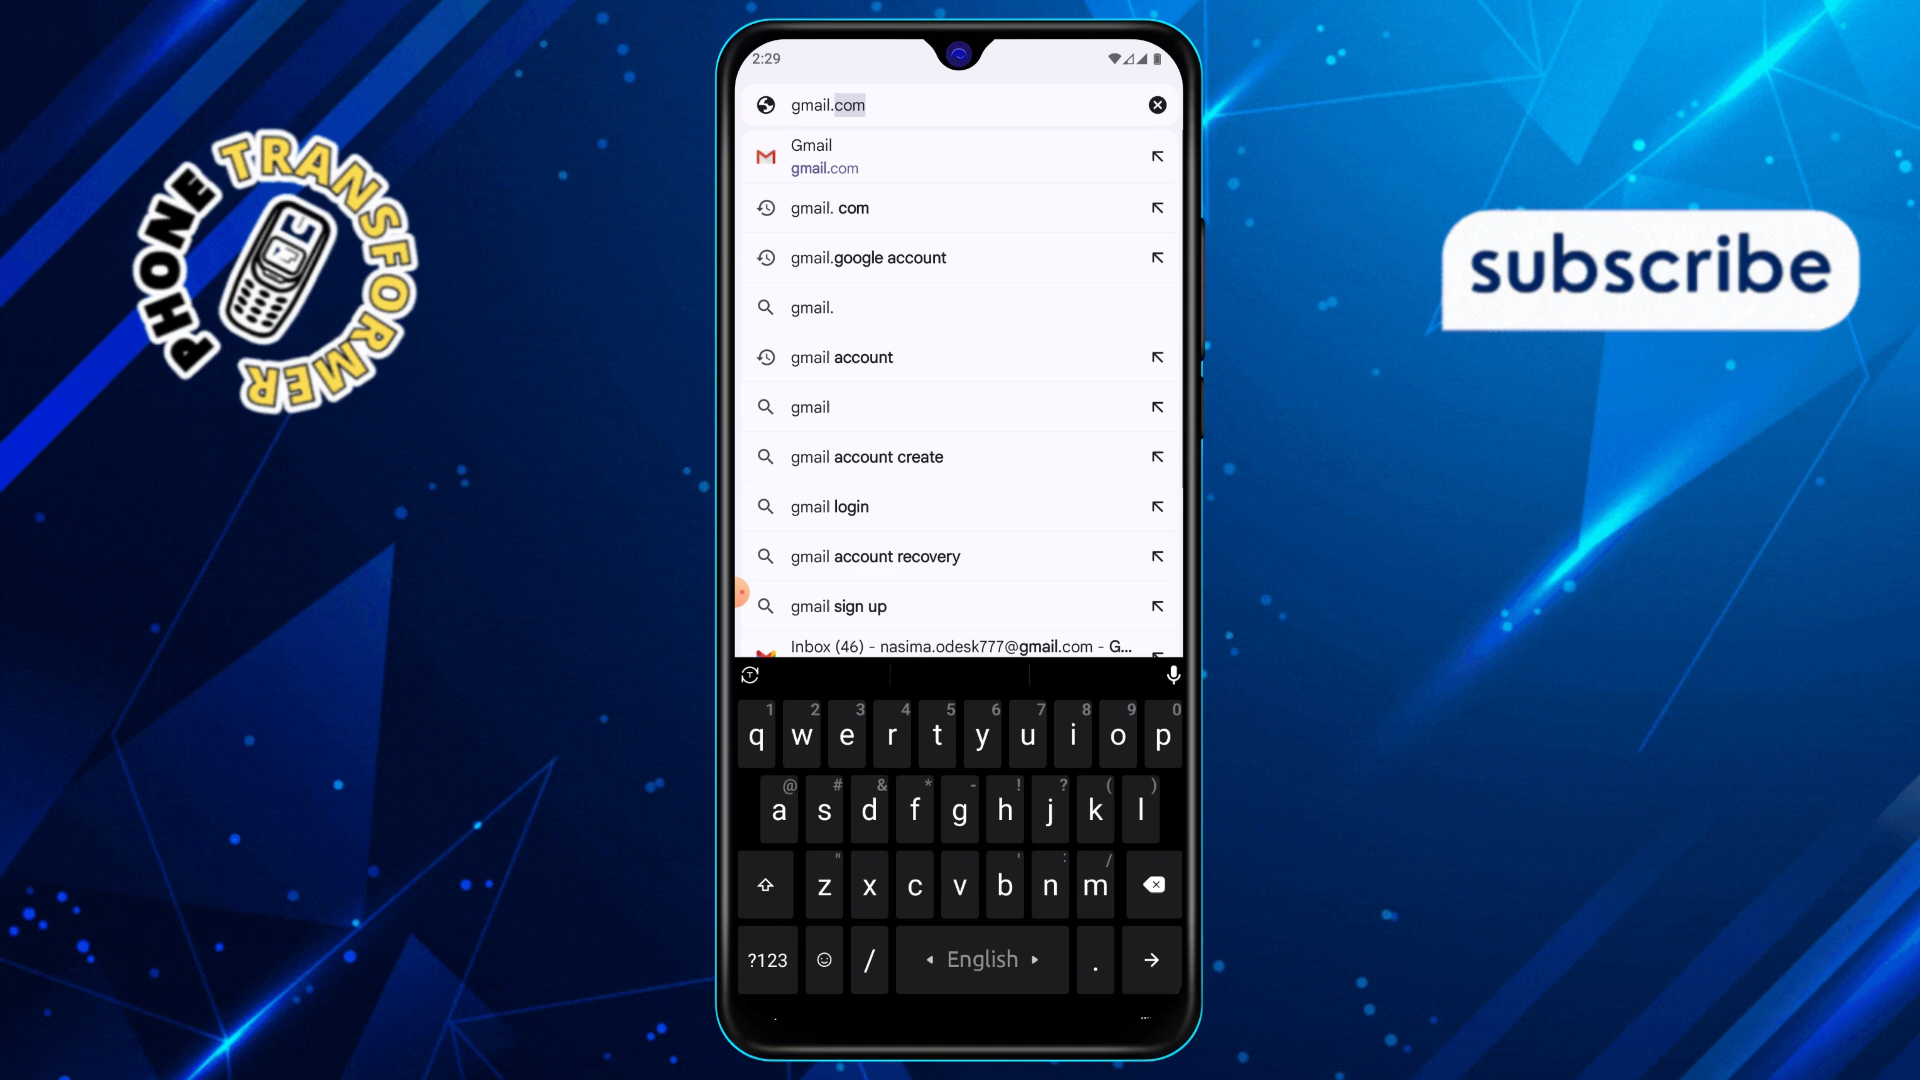 PHONE
TRANSFORMER
subscribe
2:29
gmail.com
Gmail
gmail.com
gmail. com
gmail.google account
gmail.
gmail account
gmail
gmail account create
gmail login
gmail account recovery
gmail sign up
Inbox (46) - nasima.odesk777@gmail.com - G...
1 2 3 4 5 6 7 8 9 0
q w e r t y u i o p
@ # & * - ! ? ( )
a s d f g h j k l
" ' : /
z x c v b n m
?123 / English .